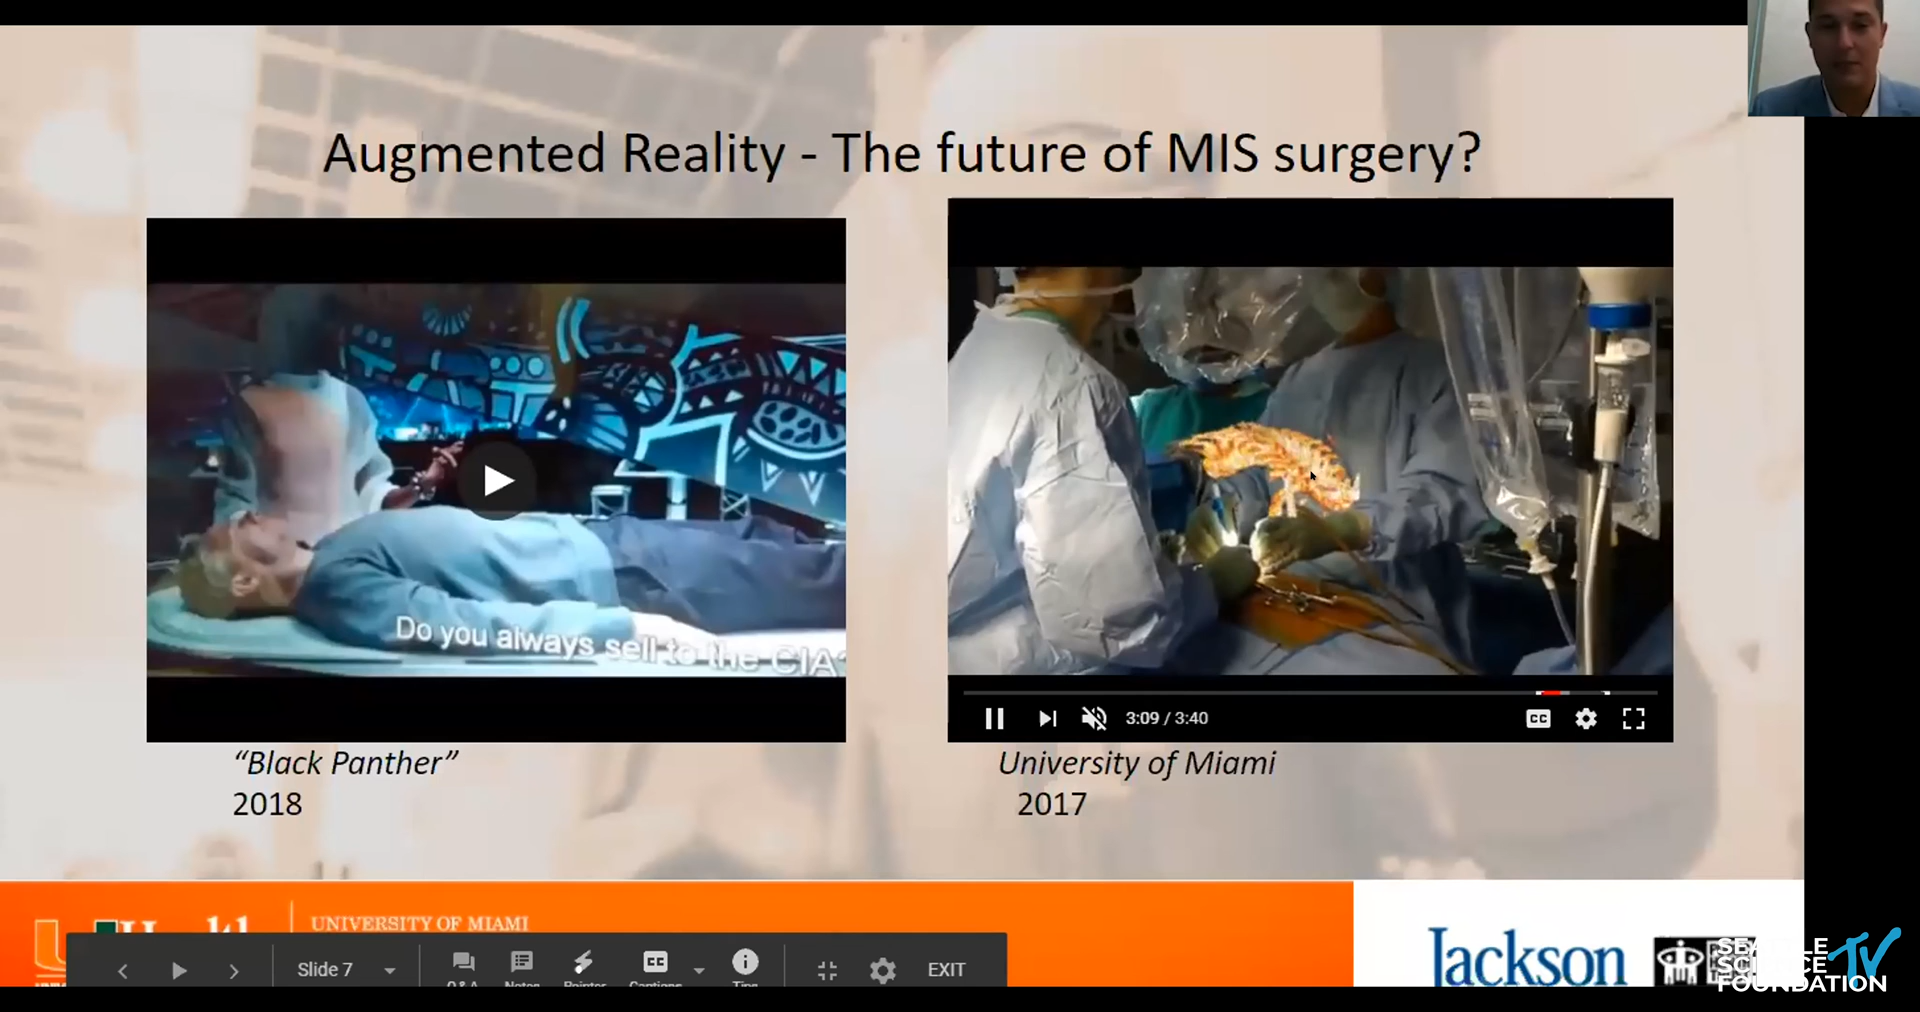 Augmented Reality - The future of MIS surgery?
Do you always sell to the CIA
3:09 / 3:40
CC
“Black Panther”
2018
University of Miami
2017
UNIVERSITY OF MIAMI
Slide 7
CC
Q & A
Notes
Pointer
Captions
Tips
EXIT
Jackson
SEATTLE
SCIENCE
FOUNDATION
TV